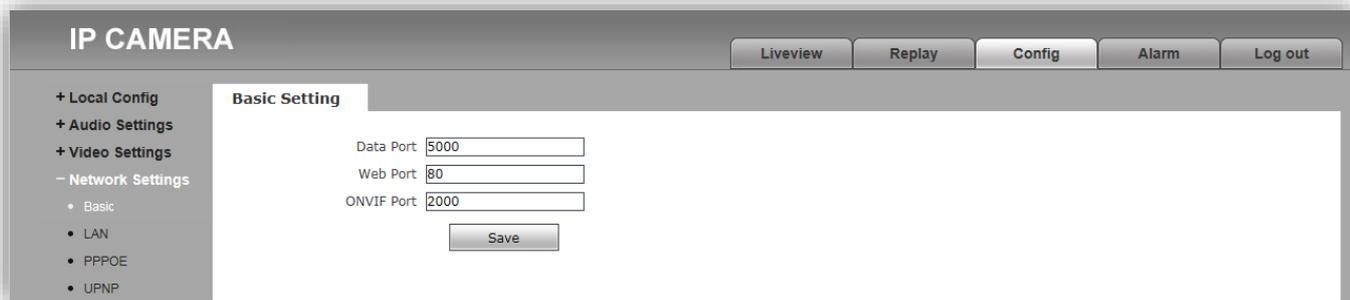 IP CAMERA
Liveview Replay Config Alarm Log out
+ Local Config
+ Audio Settings
+ Video Settings
− Network Settings
• Basic
• LAN
• PPPOE
• UPNP
Basic Setting
Data Port 5000
Web Port 80
ONVIF Port 2000
Save